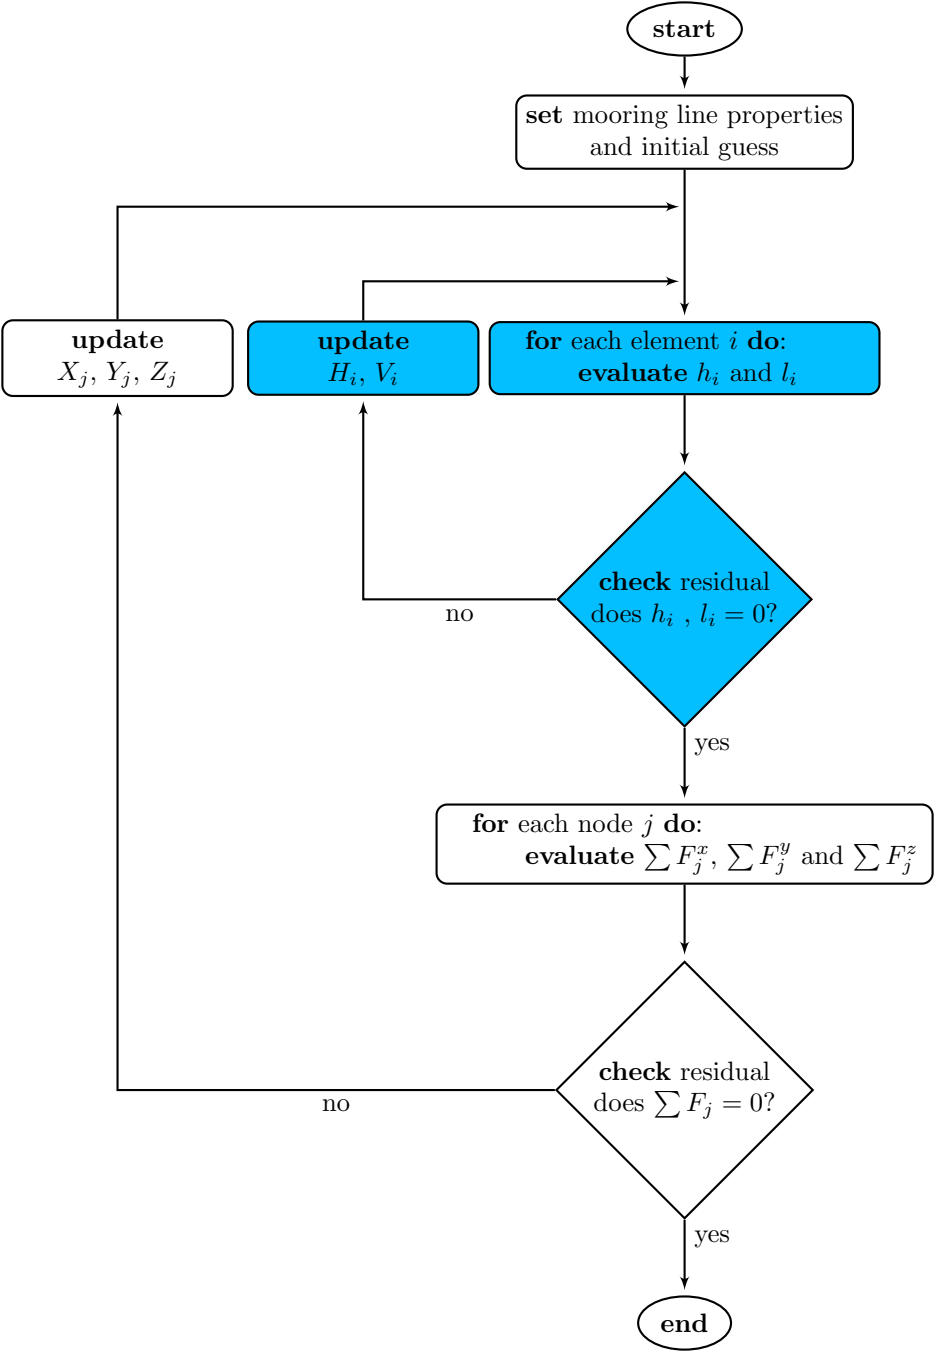 start
set mooring line properties
and initial guess
update
X_j, Y_j, Z_j
update
H_i, V_i
for each element i do:
evaluate h_i and l_i
check residual
does h_i , l_i = 0?
no
yes
for each node j do:
evaluate ∑ F_j^x, ∑ F_j^y and ∑ F_j^z
check residual
does ∑ F_j = 0?
no
yes
end